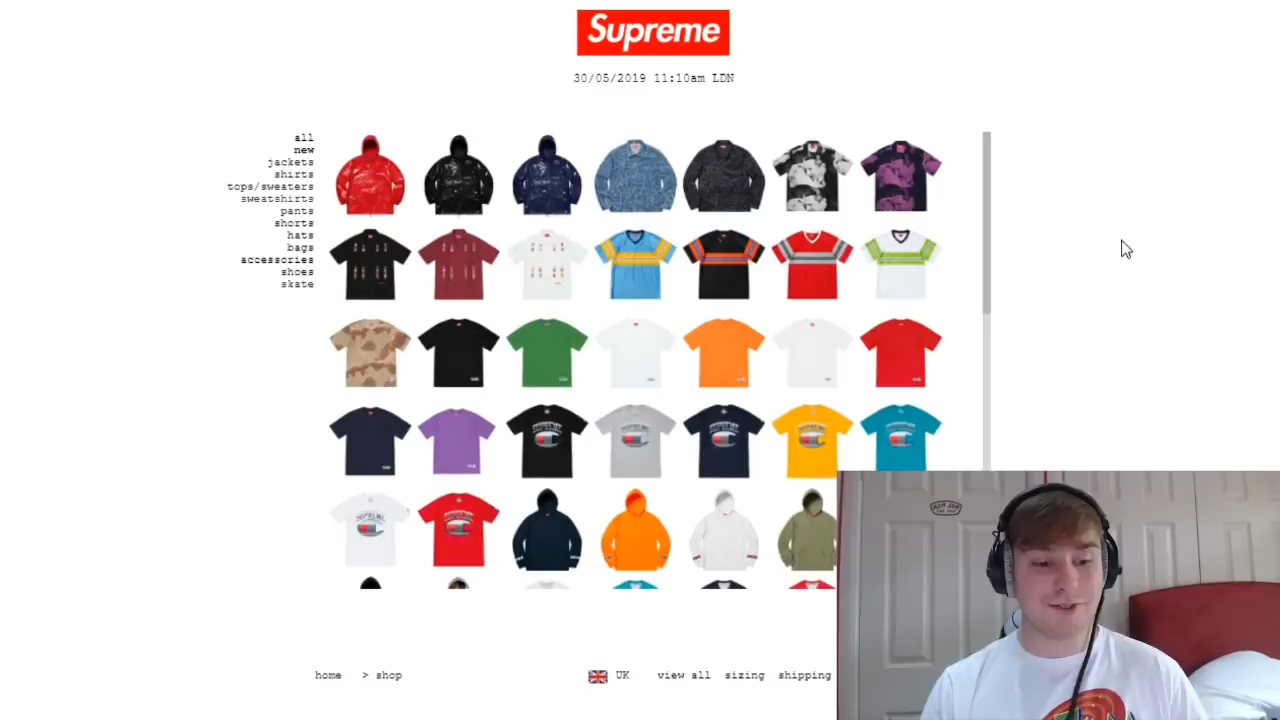 Supreme
30/05/2019 11:10am LDN
all
new
jackets
shirts
tops/sweaters
sweatshirts
pants
shorts
hats
bags
accessories
shoes
skate
home > shop
UK view all sizing shipping